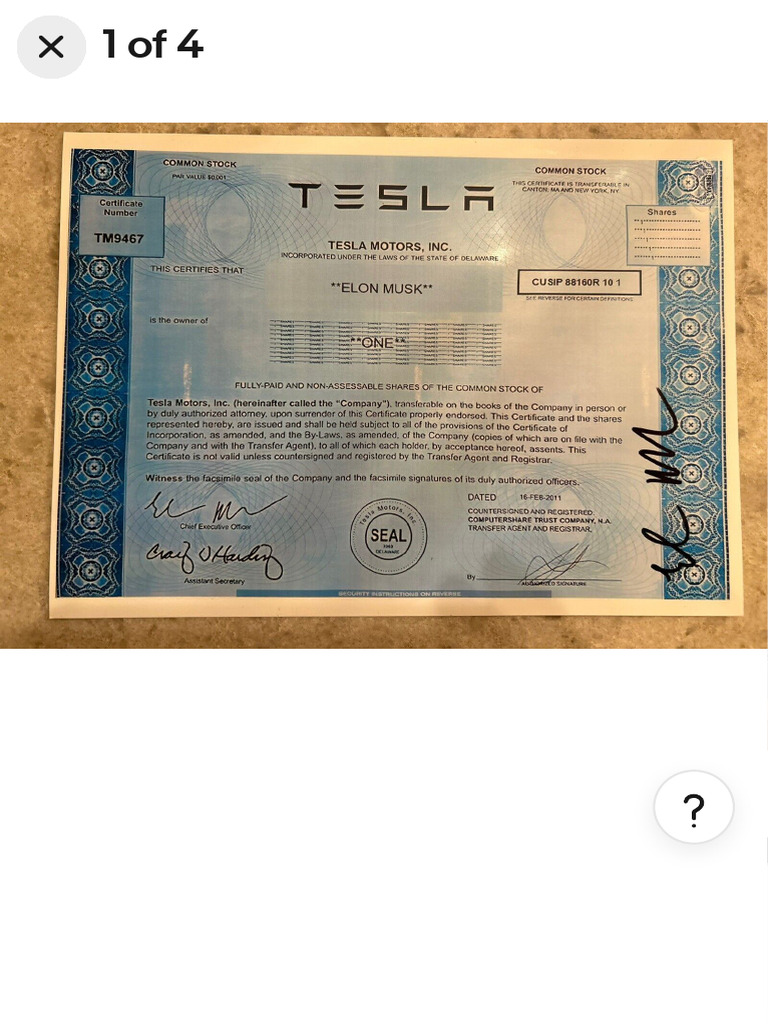 1 of 4
COMMON STOCK
PAR VALUE $0.001
COMMON STOCK
THIS CERTIFICATE IS TRANSFERABLE IN
CANTON, MA AND NEW YORK, NY
TESLA
Certificate
Number
TM9467
Shares
TESLA MOTORS, INC.
INCORPORATED UNDER THE LAWS OF THE STATE OF DELAWARE
THIS CERTIFIES THAT
**ELON MUSK**
CUSIP 88160R 10 1
SEE REVERSE FOR CERTAIN DEFINITIONS
is the owner of
**ONE**
FULLY-PAID AND NON-ASSESSABLE SHARES OF THE COMMON STOCK OF
Tesla Motors, Inc. (hereinafter called the "Company"), transferable on the books of the Company in person or
by duly authorized attorney, upon surrender of this Certificate properly endorsed. This Certificate and the shares
represented hereby, are issued and shall be held subject to all of the provisions of the Certificate of
Incorporation, as amended, and the By-Laws, as amended, of the Company (copies of which are on file with the
Company and with the Transfer Agent), to all of which each holder, by acceptance hereof, assents. This
Certificate is not valid unless countersigned and registered by the Transfer Agent and Registrar.
Witness the facsimile seal of the Company and the facsimile signatures of its duly authorized officers.
Chief Executive Officer
Craig W Harding
Assistant Secretary
Tesla Motors, Inc
SEAL
DELAWARE
DATED 16-FEB-2011
COUNTERSIGNED AND REGISTERED
COMPUTERSHARE TRUST COMPANY, N.A.
TRANSFER AGENT AND REGISTRAR,
By
AUTHORIZED SIGNATURE
SECURITY INSTRUCTIONS ON REVERSE
?